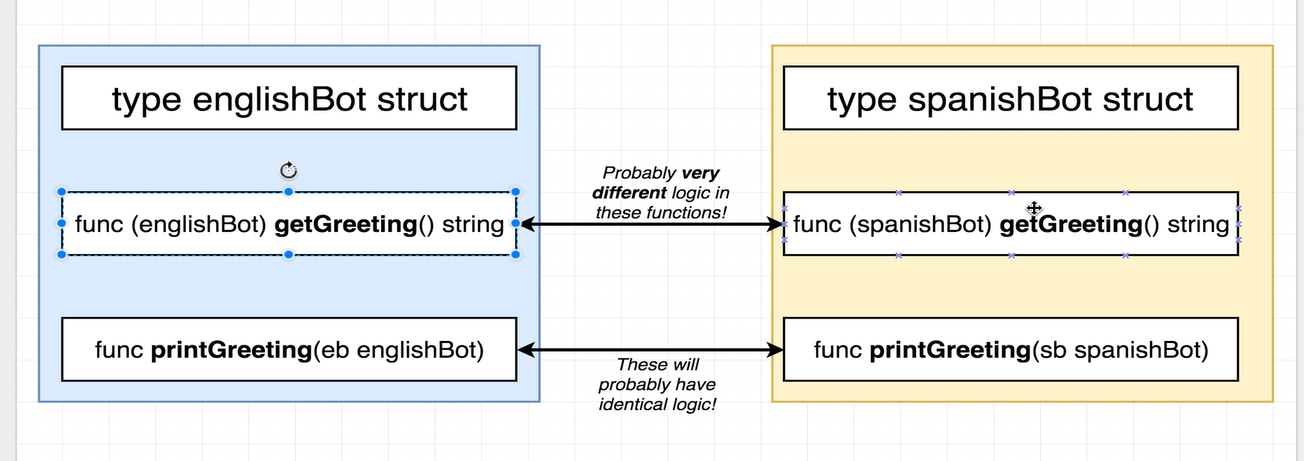 type englishBot struct
func (englishBot) getGreeting() string
func printGreeting(eb englishBot)
Probably very
different logic in
these functions!
These will
probably have
identical logic!
type spanishBot struct
func (spanishBot) getGreeting() string
func printGreeting(sb spanishBot)